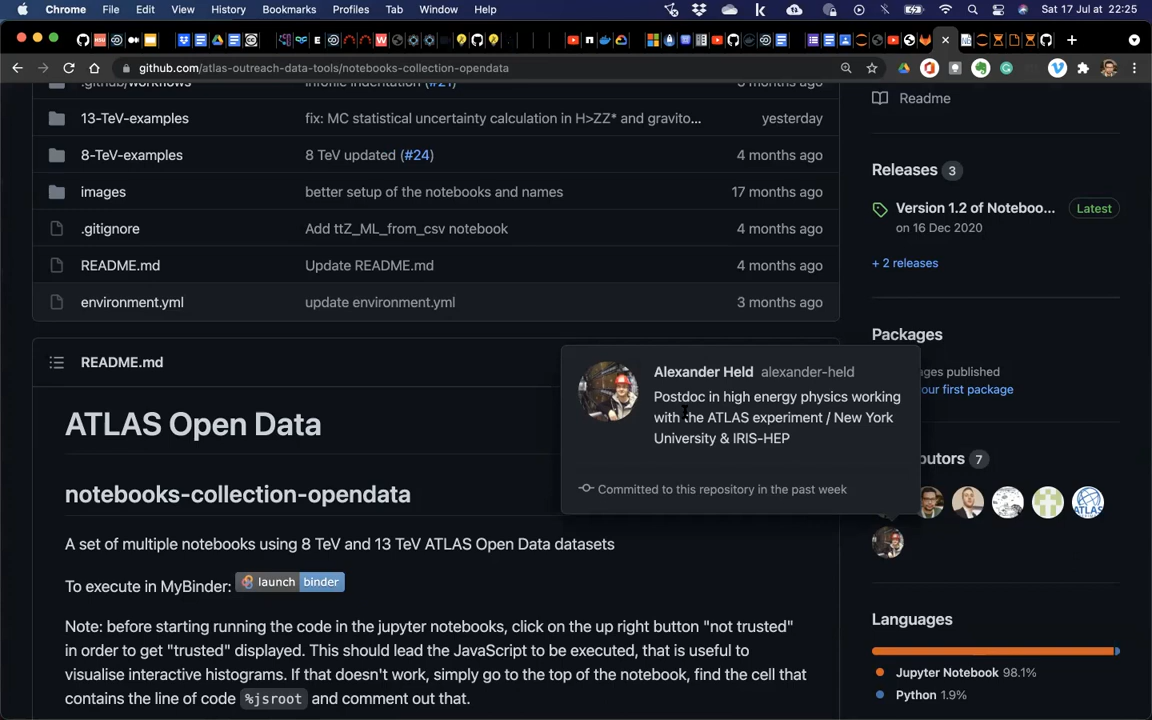 Chrome File Edit View History Bookmarks Profiles Tab Window Help Sat 17 Jul at 22:25
github.com/atlas-outreach-data-tools/notebooks-collection-opendata
Readme
13-TeV-examples fix: MC statistical uncertainty calculation in H>ZZ* and gravito... yesterday
8-TeV-examples 8 TeV updated (#24) 4 months ago
images better setup of the notebooks and names 17 months ago
.gitignore Add ttZ_ML_from_csv notebook 4 months ago
README.md Update README.md 4 months ago
environment.yml update environment.yml 3 months ago
Releases 3
Version 1.2 of Noteboo... Latest
on 16 Dec 2020
+ 2 releases
Packages
ges published
our first package
README.md
Alexander Held alexander-held
Postdoc in high energy physics working
with the ATLAS experiment / New York
University & IRIS-HEP
Committed to this repository in the past week
utors 7
ATLAS Open Data
notebooks-collection-opendata
A set of multiple notebooks using 8 TeV and 13 TeV ATLAS Open Data datasets
To execute in MyBinder: launch binder
Note: before starting running the code in the jupyter notebooks, click on the up right button "not trusted"
in order to get "trusted" displayed. This should lead the JavaScript to be executed, that is useful to
visualise interactive histograms. If that doesn't work, simply go to the top of the notebook, find the cell that
contains the line of code %jsroot and comment out that.
Languages
Jupyter Notebook 98.1%
Python 1.9%